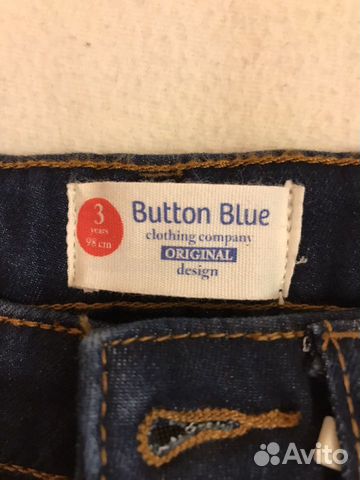 3
years
98 cm
Button Blue
clothing company
ORIGINAL
design
Avito